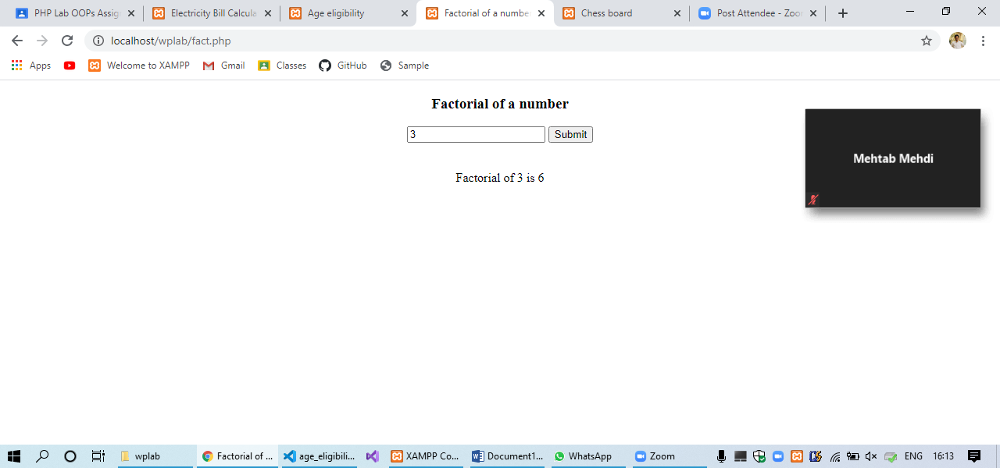 PHP Lab OOPs Assig
Electricity Bill Calcula
Age eligibility
Factorial of a number
Chess board
Post Attendee - Zoo
localhost/wplab/fact.php
Apps
Welcome to XAMPP
Gmail
Classes
GitHub
Sample
Factorial of a number
3 Submit
Factorial of 3 is 6
Mehtab Mehdi
wplab
Factorial of ...
age_eligibili...
XAMPP Co...
Document1...
WhatsApp
Zoom
ENG
16:13